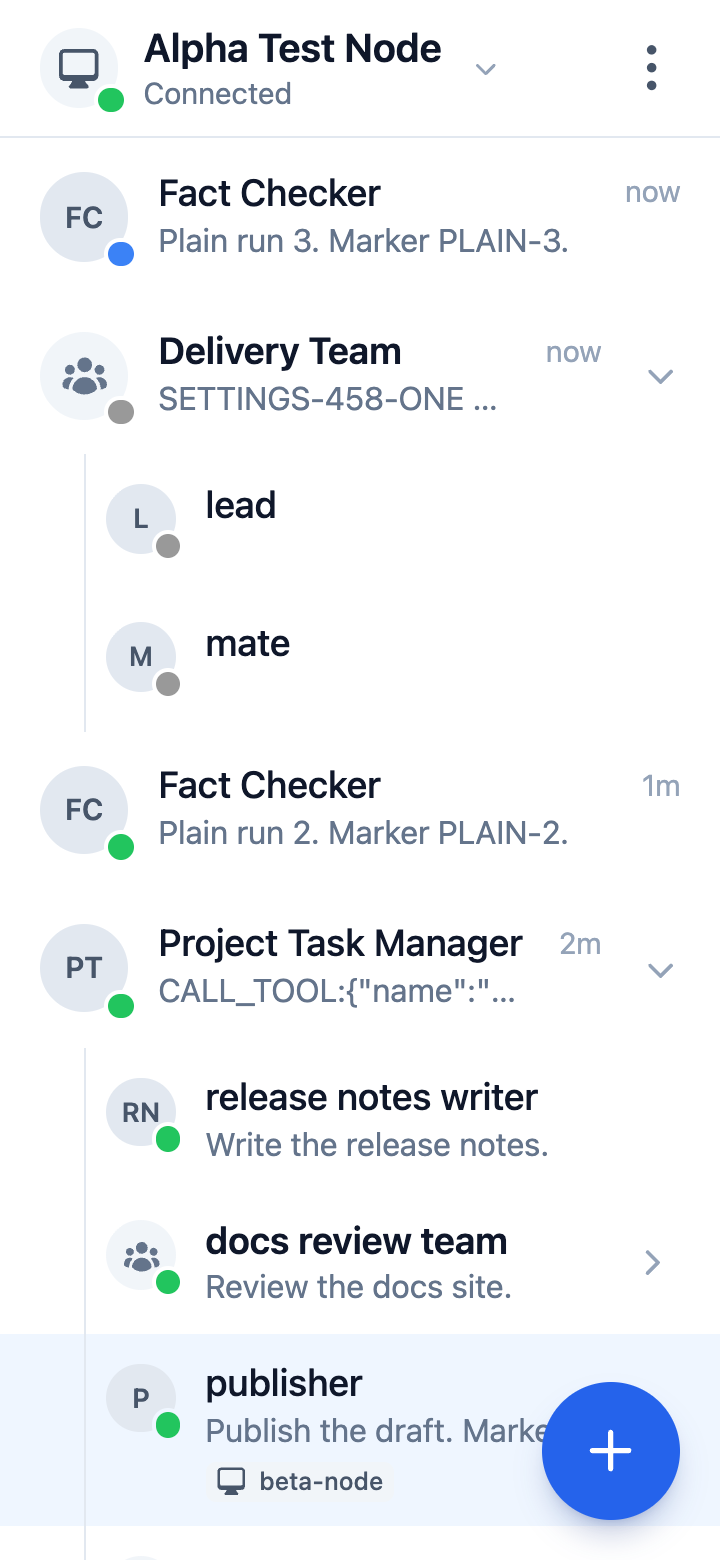 Alpha Test Node
Connected
FC
Fact Checker
now
Plain run 3. Marker PLAIN-3.
Delivery Team
now
SETTINGS-458-ONE ...
L
lead
M
mate
FC
Fact Checker
1m
Plain run 2. Marker PLAIN-2.
PT
Project Task Manager
2m
CALL_TOOL:{"name":"...
RN
release notes writer
Write the release notes.
docs review team
Review the docs site.
P
publisher
Publish the draft. Marke
beta-node